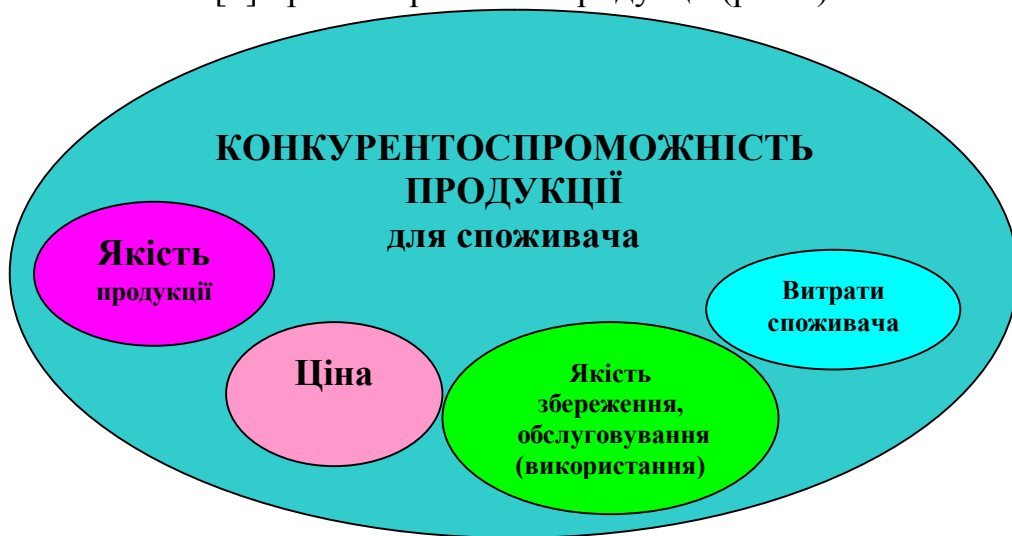 КОНКУРЕНТОСПРОМОЖНІСТЬ
ПРОДУКЦІЇ
для споживача
Якість
продукції
Ціна
Якість
збереження,
обслуговування
(використання)
Витрати
споживача